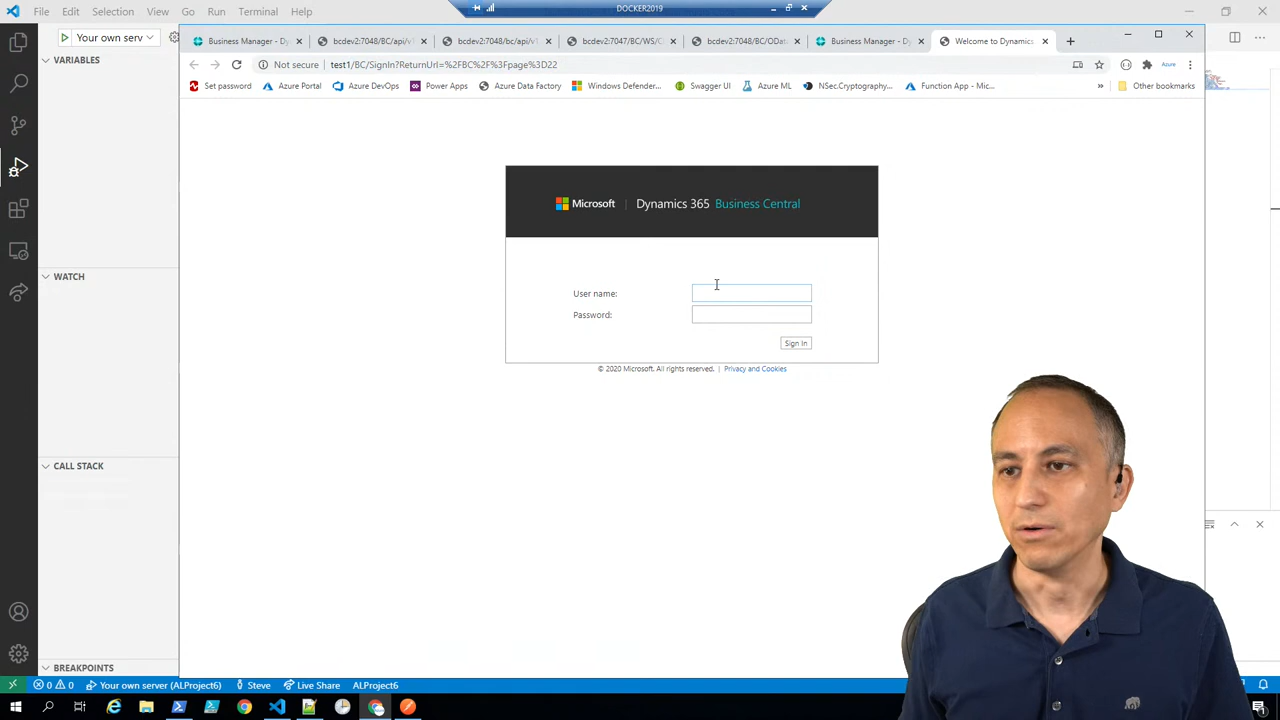 DOCKER2019
File Edit Selection View Go Run Terminal Help
Your own serv
VARIABLES
WATCH
CALL STACK
BREAKPOINTS
Business Manager - Dy
bcdev2:7048/BC/api/v1
bcdev2:7048/bc/api/v1
bcdev2:7047/BC/WS/C
bcdev2:7048/BC/OData
Business Manager - Dy
Welcome to Dynamics
Not secure test1/BC/SignIn?ReturnUrl=%2FBC%2F%3Fpage%3D22
Azure
Set password Azure Portal Azure DevOps Power Apps Azure Data Factory Windows Defender... Swagger UI Azure ML NSec.Cryptography... Function App - Mic... » Other bookmarks
Microsoft | Dynamics 365 Business Central
User name:
Password:
Sign In
© 2020 Microsoft. All rights reserved. | Privacy and Cookies
0 0 Your own server (ALProject6) Steve Live Share ALProject6